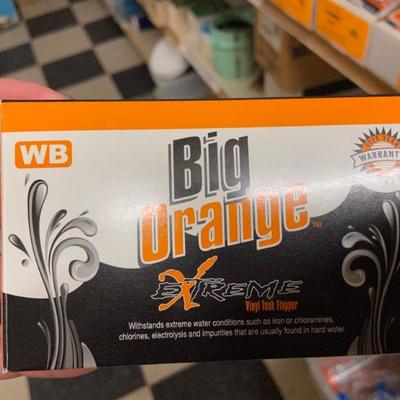 WB
Big
Orange™
WARRANTY
EXTREME
Vinyl Tank Flapper
Withstands extreme water conditions such as iron or chloramines,
chlorines, electrolysis and impurities that are usually found in hard water.